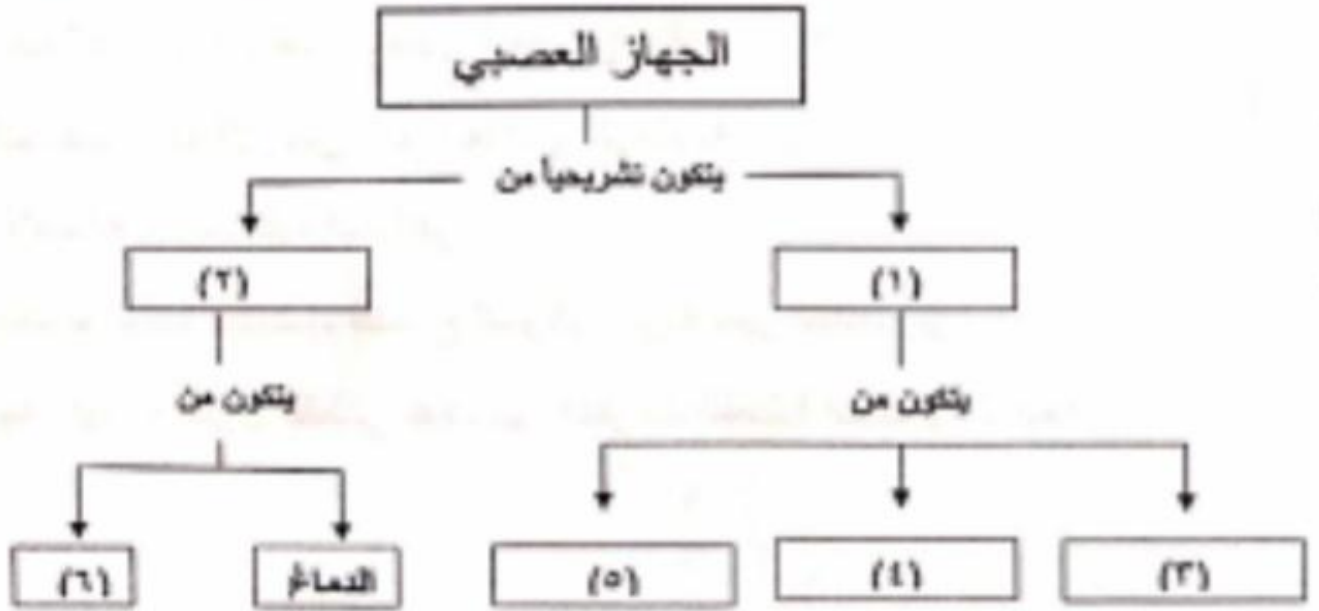 الجهاز العصبي
يتكون تشريحياً من
(١)
(٢)
يتكون من
يتكون من
(٣)
(٤)
(٥)
الدماغ
(٦)